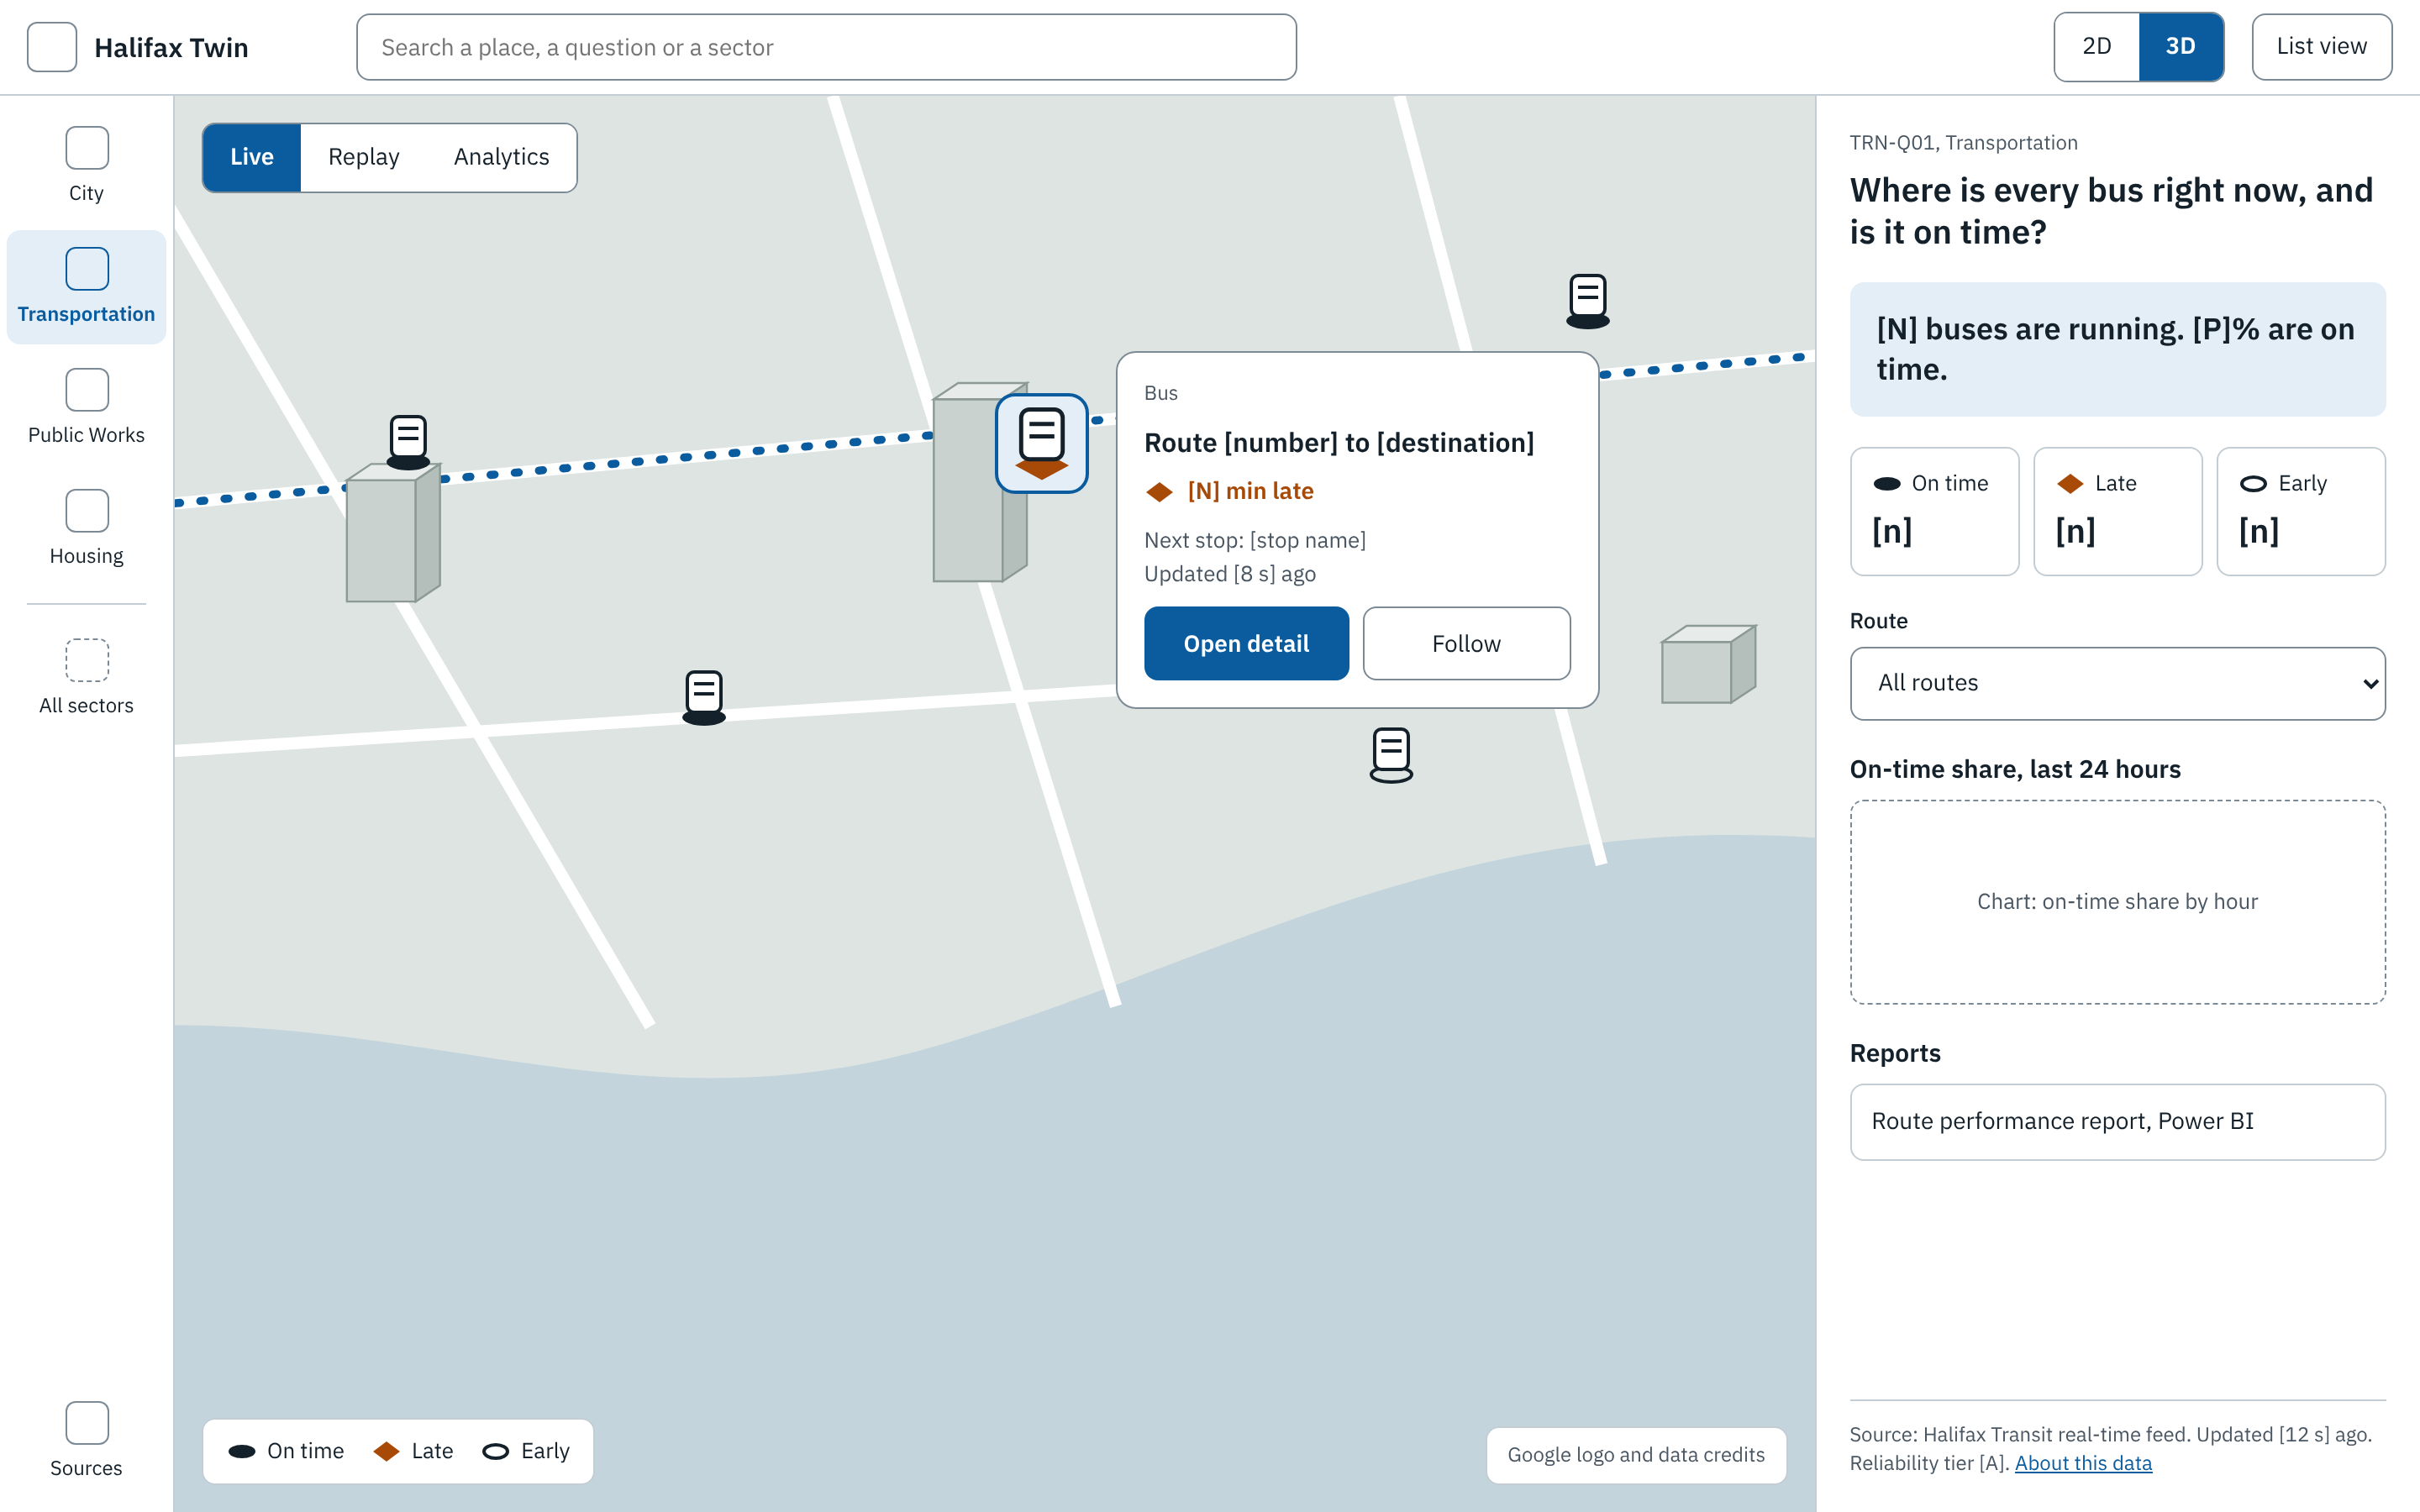 Halifax Twin
Search a place, a question or a sector
2D
3D
List view
City
Transportation
Public Works
Housing
All sectors
Sources
Live
Replay
Analytics
Bus
Route [number] to [destination]
[N] min late
Next stop: [stop name]
Updated [8 s] ago
Open detail
Follow
On time
Late
Early
Google logo and data credits
TRN-Q01, Transportation
Where is every bus right now, and
is it on time?
[N] buses are running. [P]% are on
time.
On time
[n]
Late
[n]
Early
[n]
Route
All routes
On-time share, last 24 hours
Chart: on-time share by hour
Reports
Route performance report, Power BI
Source: Halifax Transit real-time feed. Updated [12 s] ago.
Reliability tier [A]. About this data